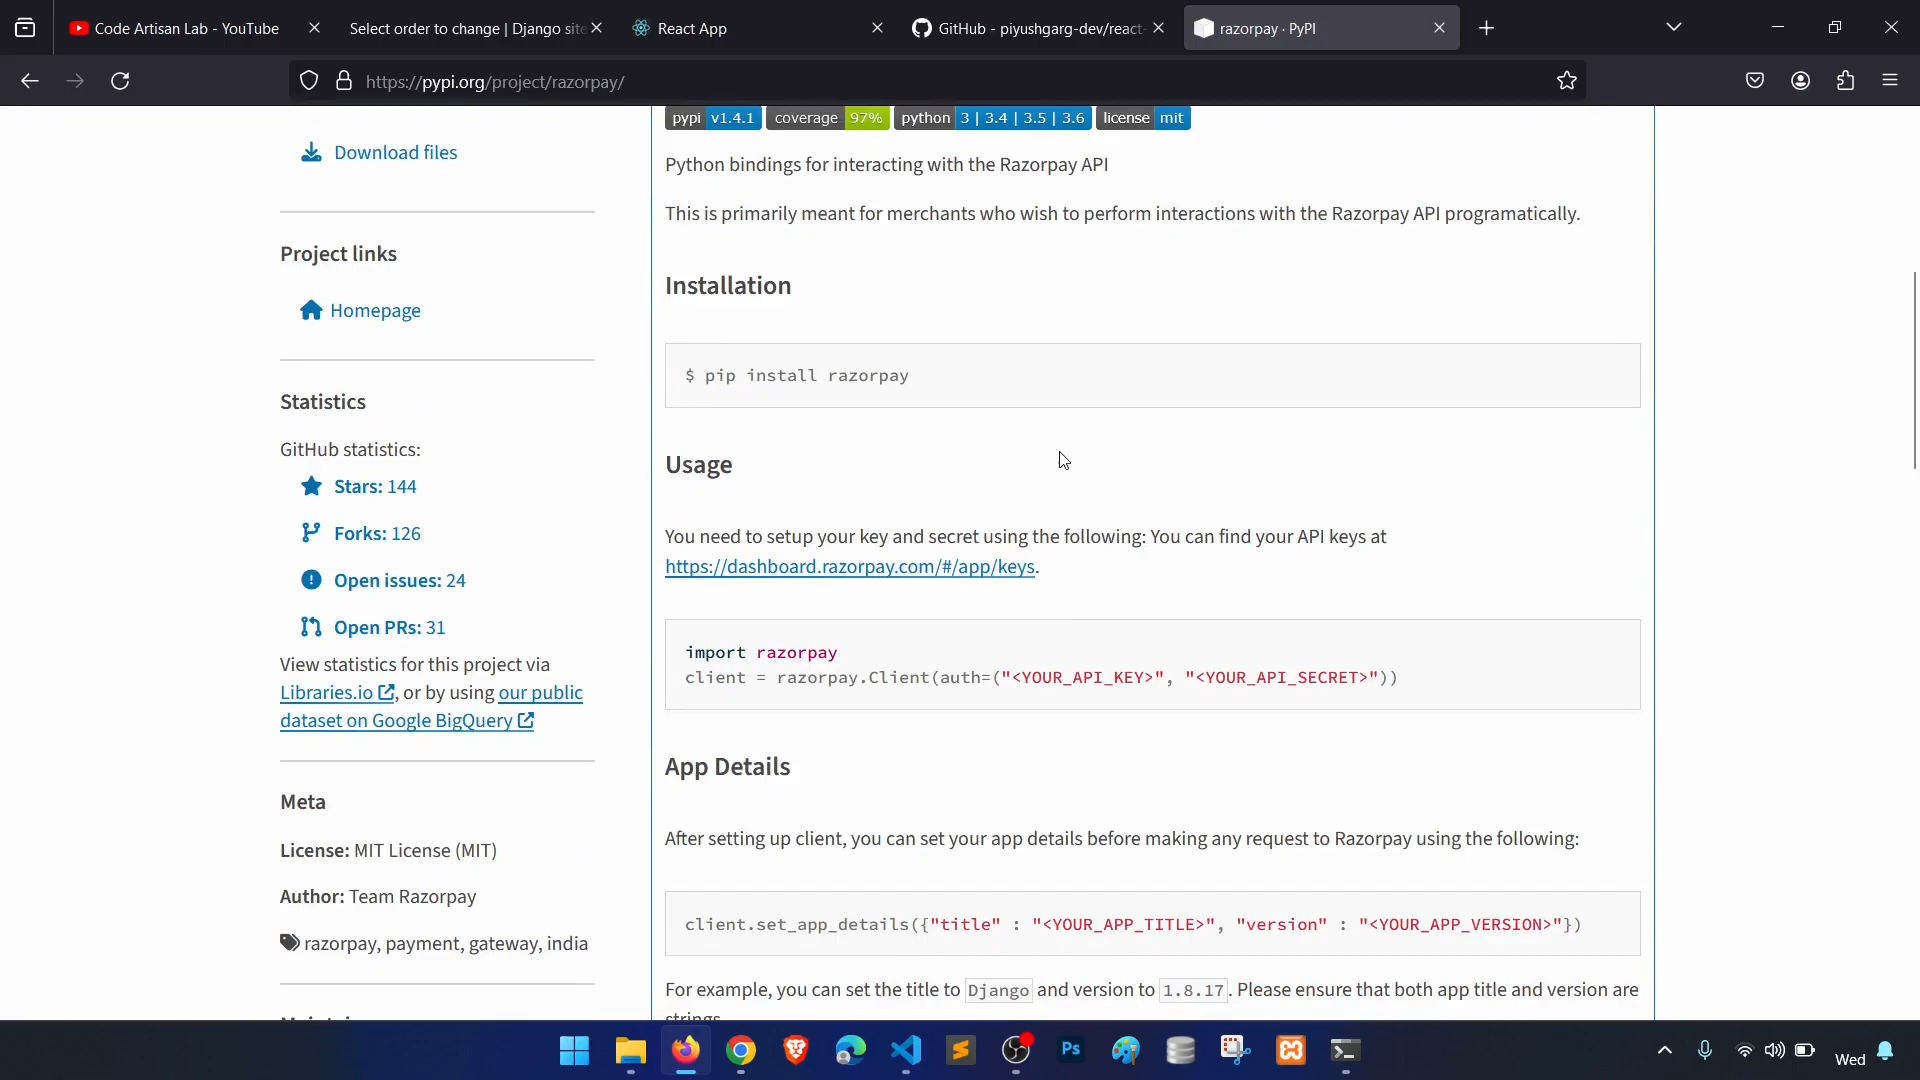 Code Artisan Lab - YouTube
Select order to change | Django site
React App
GitHub - piyushgarg-dev/react-
razorpay · PyPI
https://pypi.org/project/razorpay/
Download files
Project links
Homepage
Statistics
GitHub statistics:
Stars: 144
Forks: 126
Open issues: 24
Open PRs: 31
View statistics for this project via
Libraries.io, or by using our public
dataset on Google BigQuery
Meta
License: MIT License (MIT)
Author: Team Razorpay
razorpay, payment, gateway, india
pypi v1.4.1 coverage 97% python 3 | 3.4 | 3.5 | 3.6 license mit
Python bindings for interacting with the Razorpay API
This is primarily meant for merchants who wish to perform interactions with the Razorpay API programatically.
Installation
$ pip install razorpay
Usage
You need to setup your key and secret using the following: You can find your API keys at
https://dashboard.razorpay.com/#/app/keys.
import razorpay
client = razorpay.Client(auth=("<YOUR_API_KEY>", "<YOUR_API_SECRET>"))
App Details
After setting up client, you can set your app details before making any request to Razorpay using the following:
client.set_app_details({"title" : "<YOUR_APP_TITLE>", "version" : "<YOUR_APP_VERSION>"})
For example, you can set the title to Django and version to 1.8.17. Please ensure that both app title and version are
strings
Ps
Wed